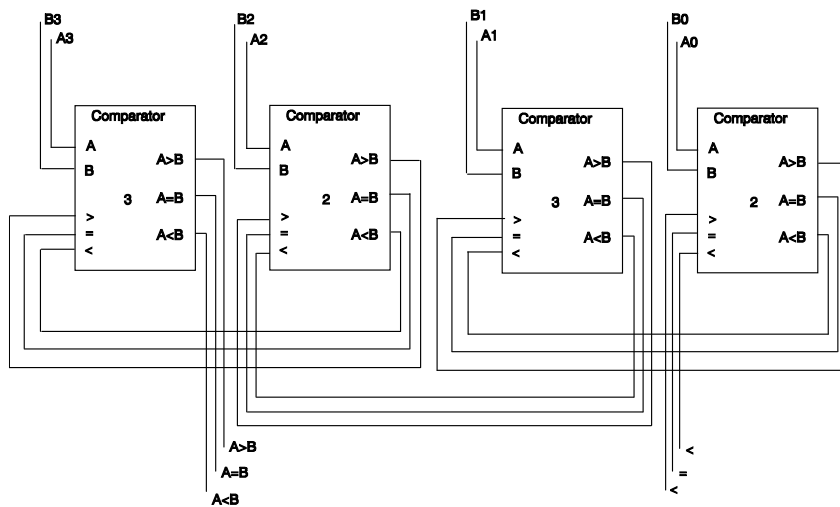 B3
A3
B2
A2
B1
A1
B0
A0
Comparator
A
B
A>B
3
A=B
A<B
>
=
<
Comparator
A
B
A>B
2
A=B
A<B
>
=
<
Comparator
A
B
A>B
3
A=B
A<B
>
=
<
Comparator
A
B
A>B
2
A=B
A<B
>
=
<
A>B
A=B
A<B
<
=
<